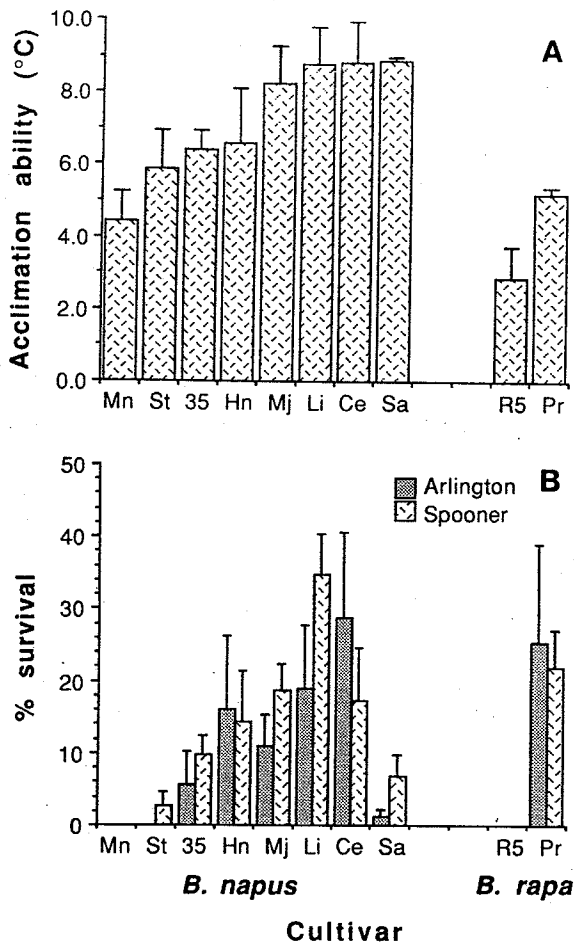 A
Acclimation ability (°C)
10.0
8.0
6.0
4.0
2.0
0.0
Mn St 35 Hn Mj Li Ce Sa R5 Pr
B
Arlington
Spooner
% survival
50
40
30
20
10
0
Mn St 35 Hn Mj Li Ce Sa R5 Pr
B. napus B. rapa
Cultivar